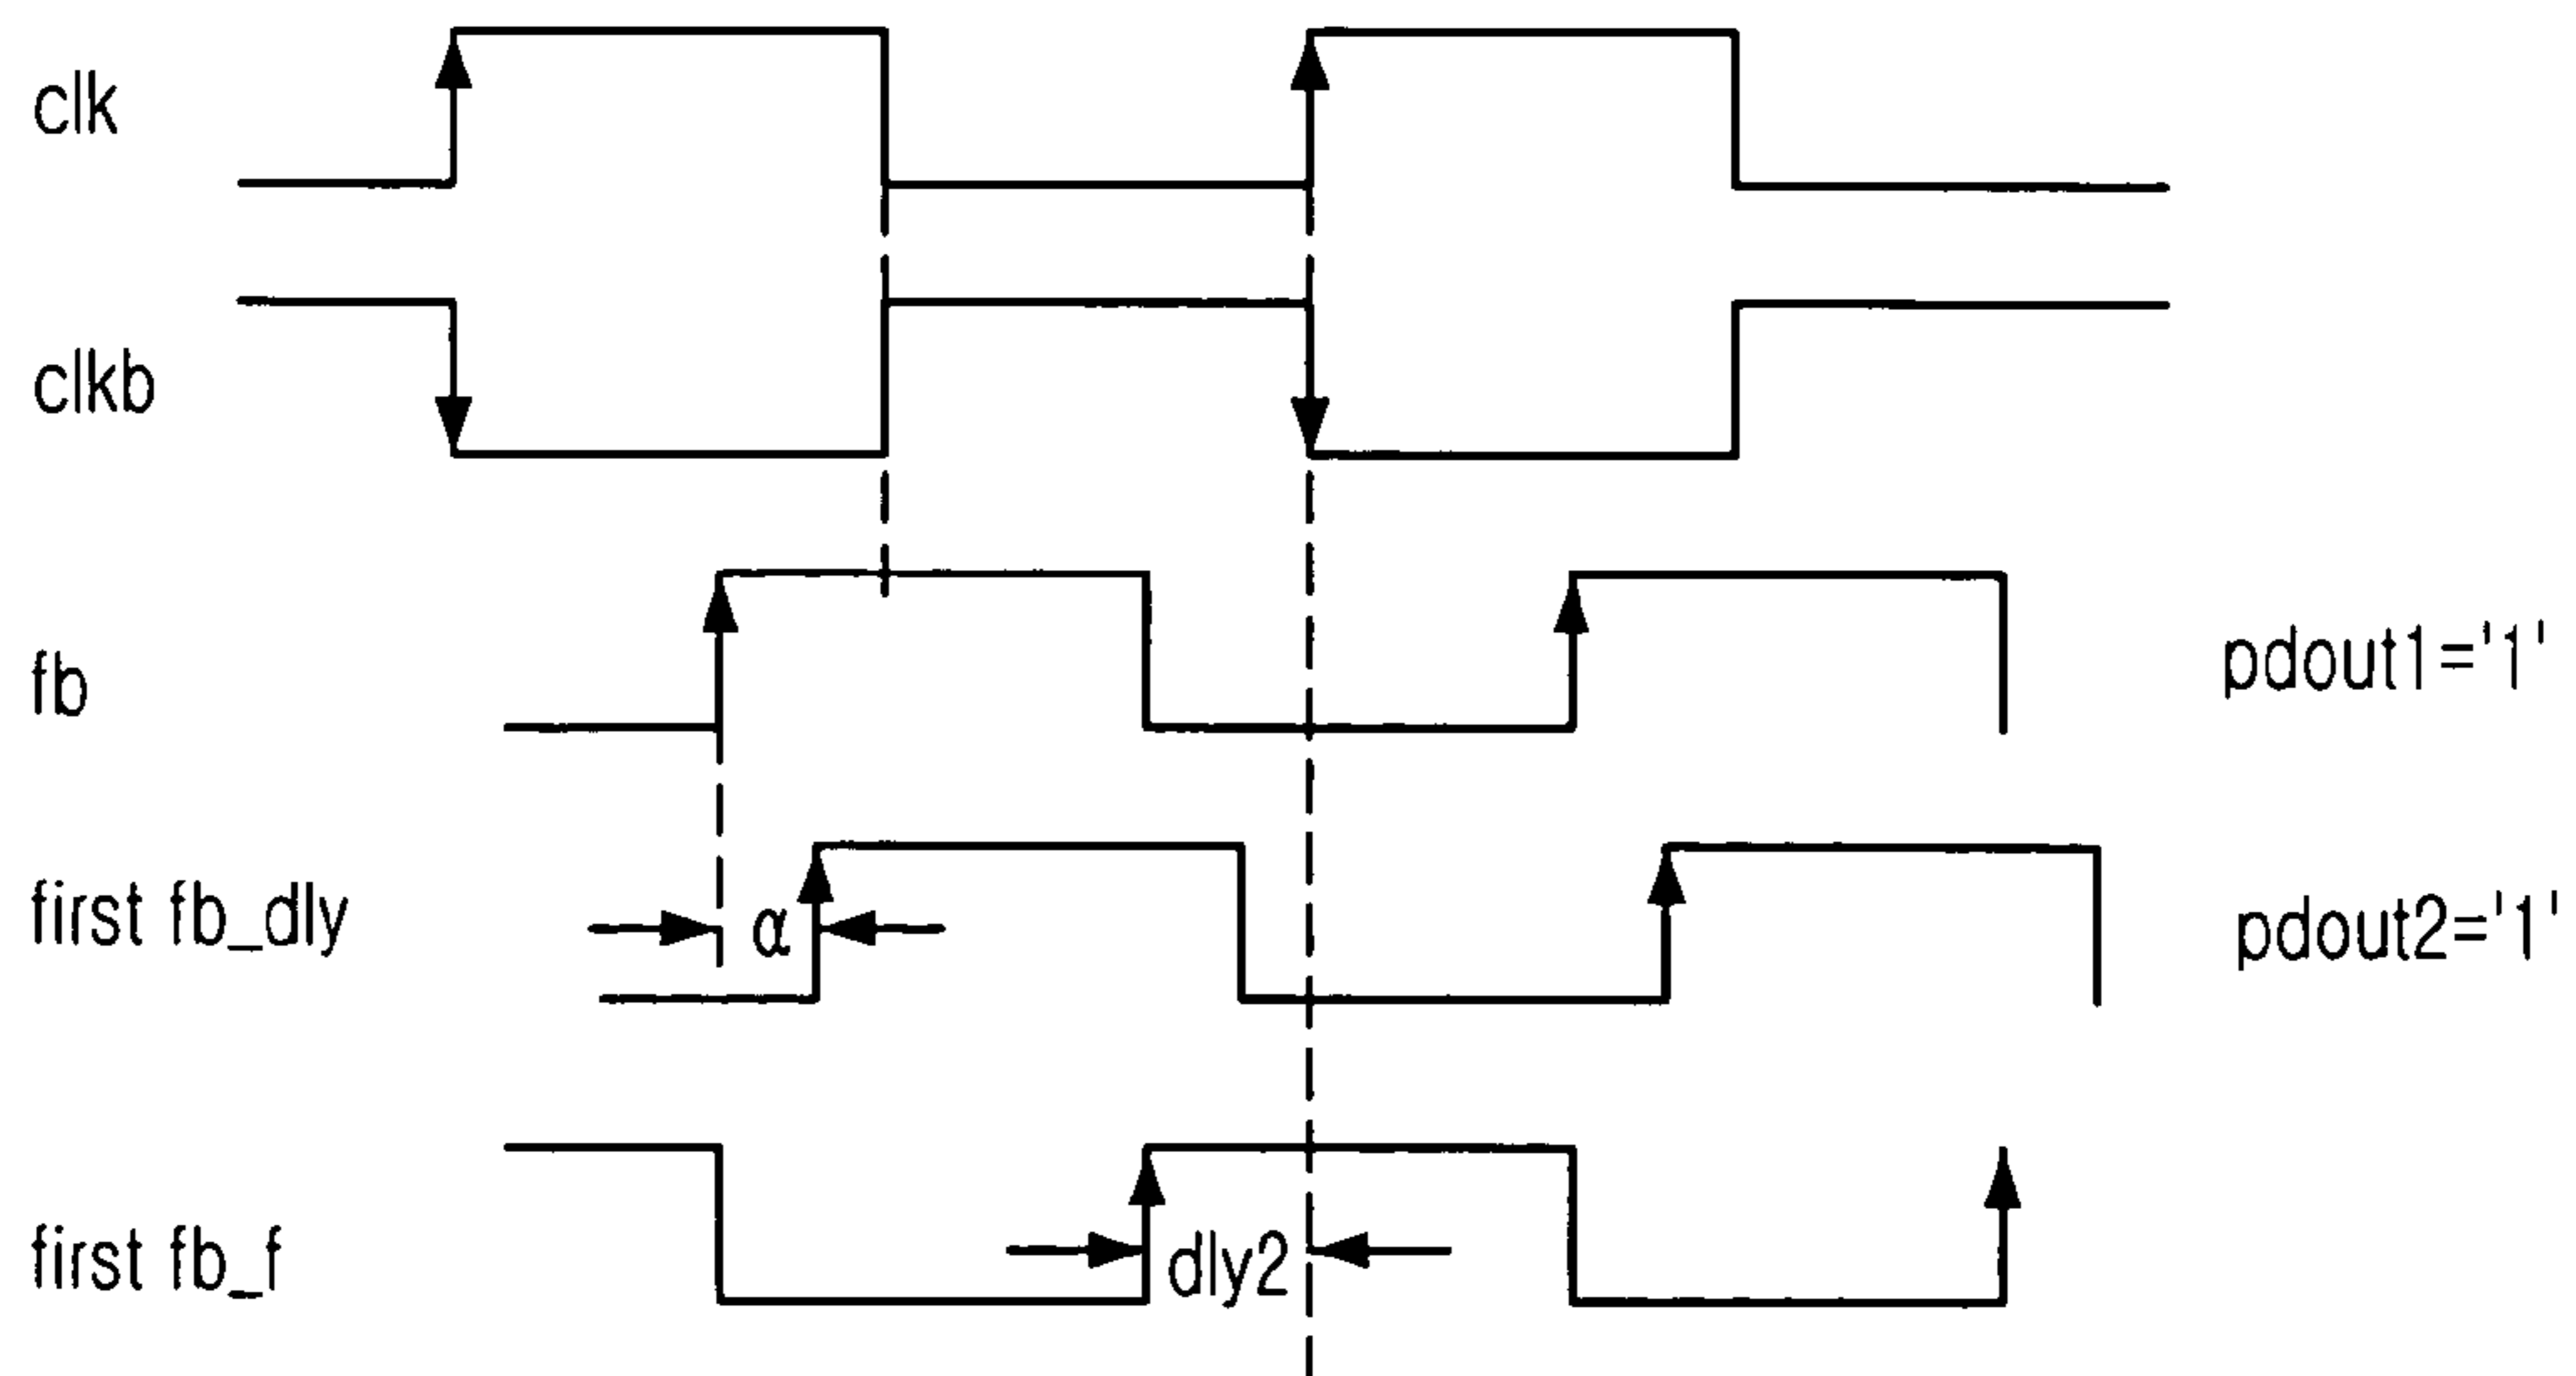 clk
clkb
fb
pdout1='1'
first fb_dly
α
pdout2='1'
first fb_f
dly2